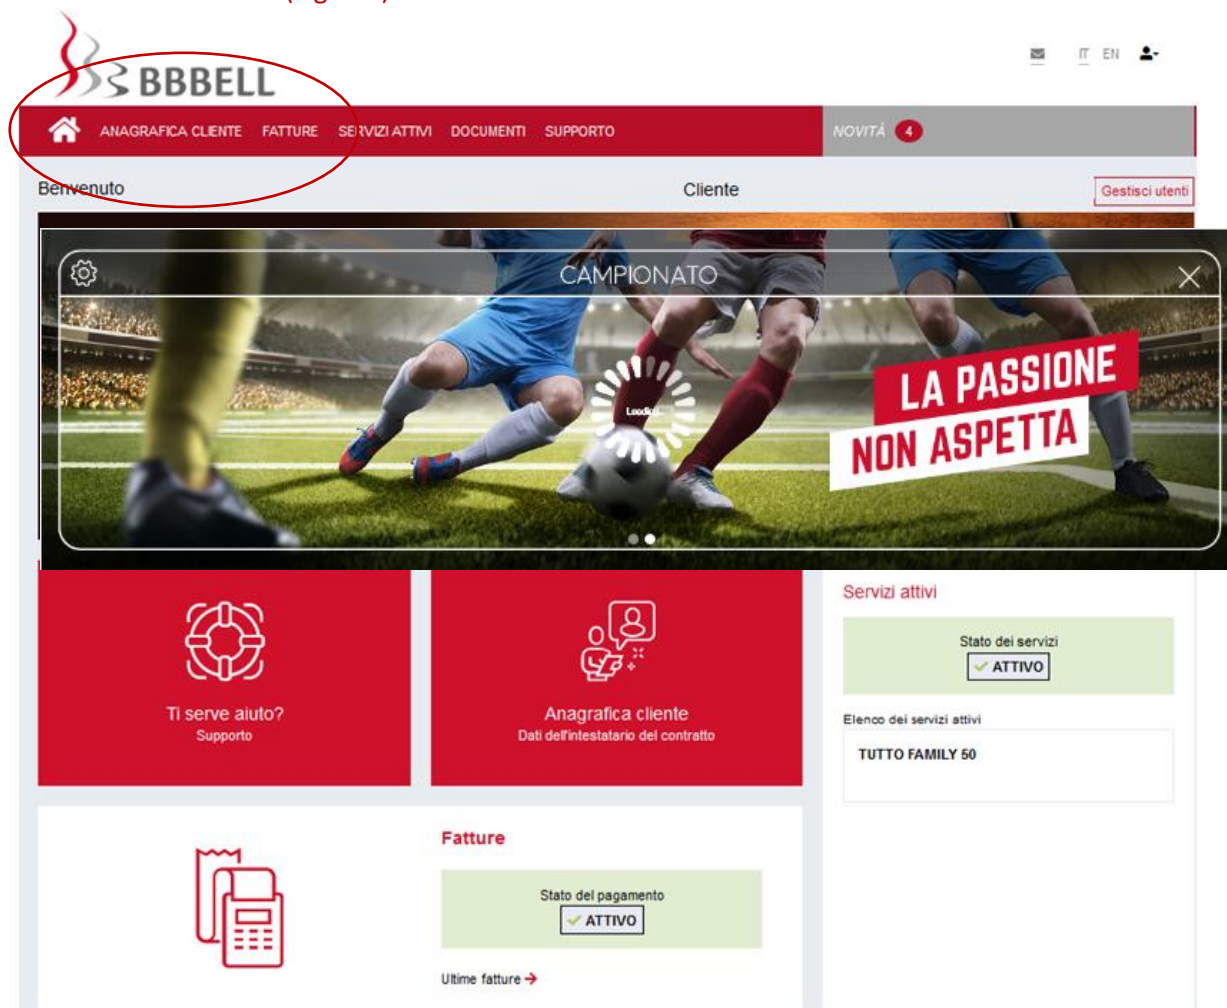 BBBELL
IT EN
ANAGRAFICA CLIENTE FATTURE SERVIZI ATTIVI DOCUMENTI SUPPORTO NOVITÀ 4
Benvenuto Cliente Gestisci utenti
CAMPIONATO
LA PASSIONE
NON ASPETTA
Loading...
Servizi attivi
Stato dei servizi
ATTIVO
Ti serve aiuto?
Supporto
Anagrafica cliente
Dati dell'intestatario del contratto
Elenco dei servizi attivi
TUTTO FAMILY 50
Fatture
Stato del pagamento
ATTIVO
Ultime fatture